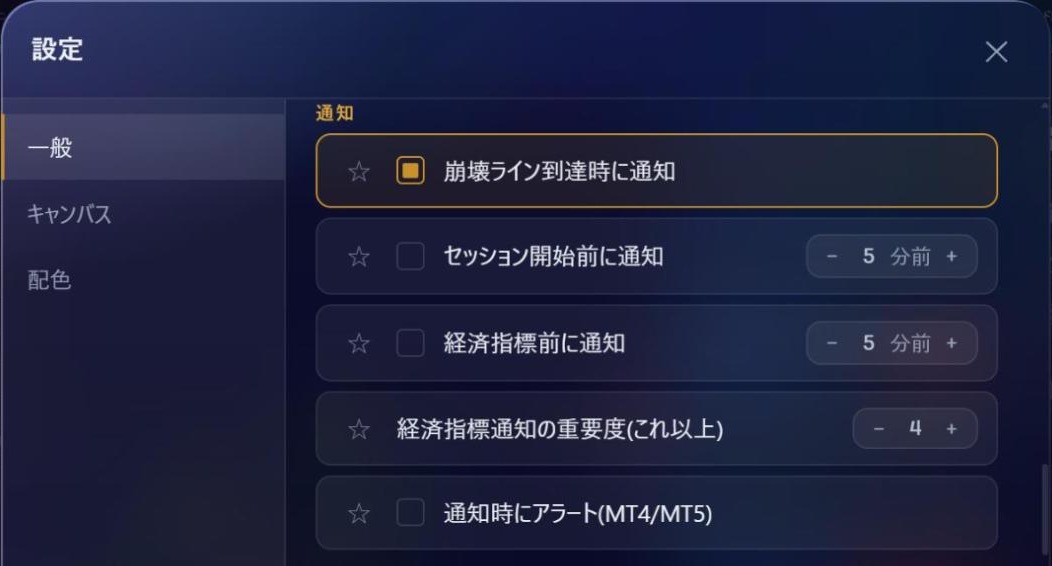 設定
一般
キャンバス
配色
通知
崩壊ライン到達時に通知
セッション開始前に通知 − 5 分前 +
経済指標前に通知 − 5 分前 +
経済指標通知の重要度(これ以上) − 4 +
通知時にアラート(MT4/MT5)